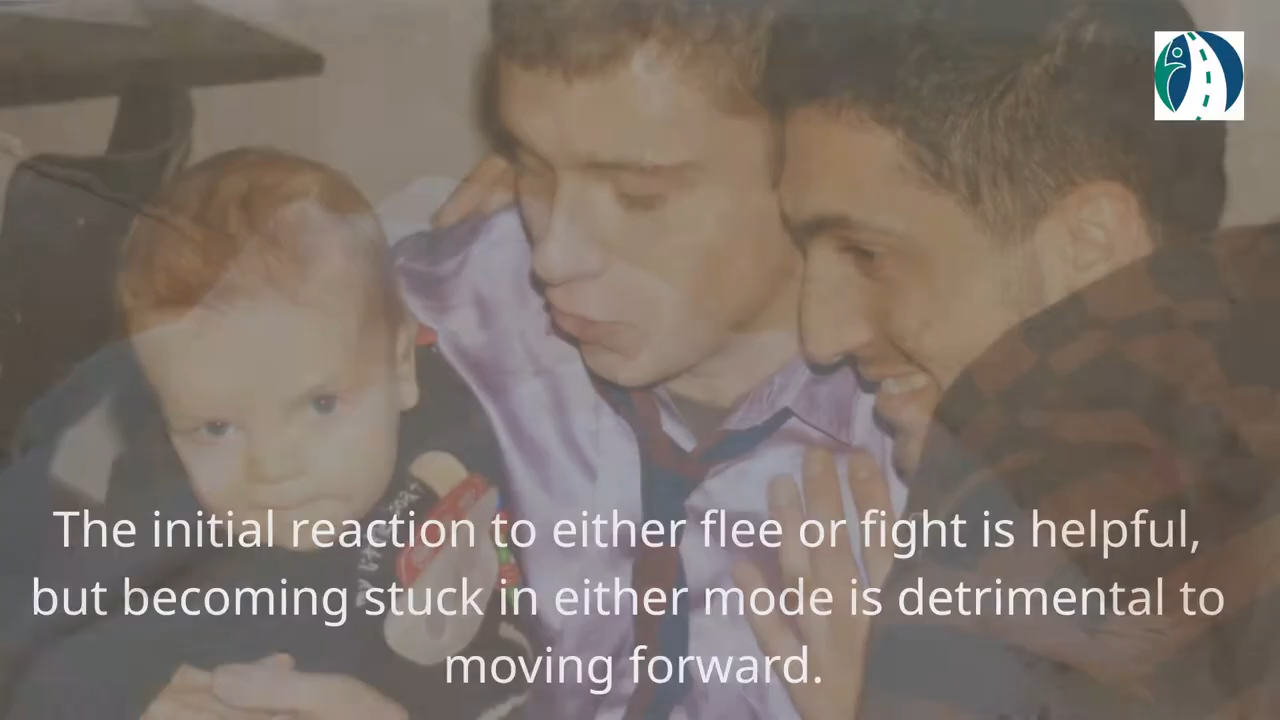 The initial reaction to either flee or fight is helpful,
but becoming stuck in either mode is detrimental to
moving forward.